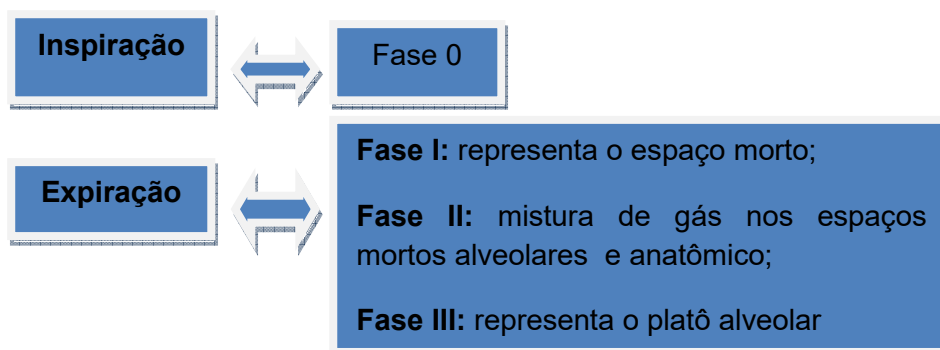 Inspiração
Fase 0
Expiração
Fase I: representa o espaço morto;
Fase II: mistura de gás nos espaços
mortos alveolares e anatômico;
Fase III: representa o platô alveolar